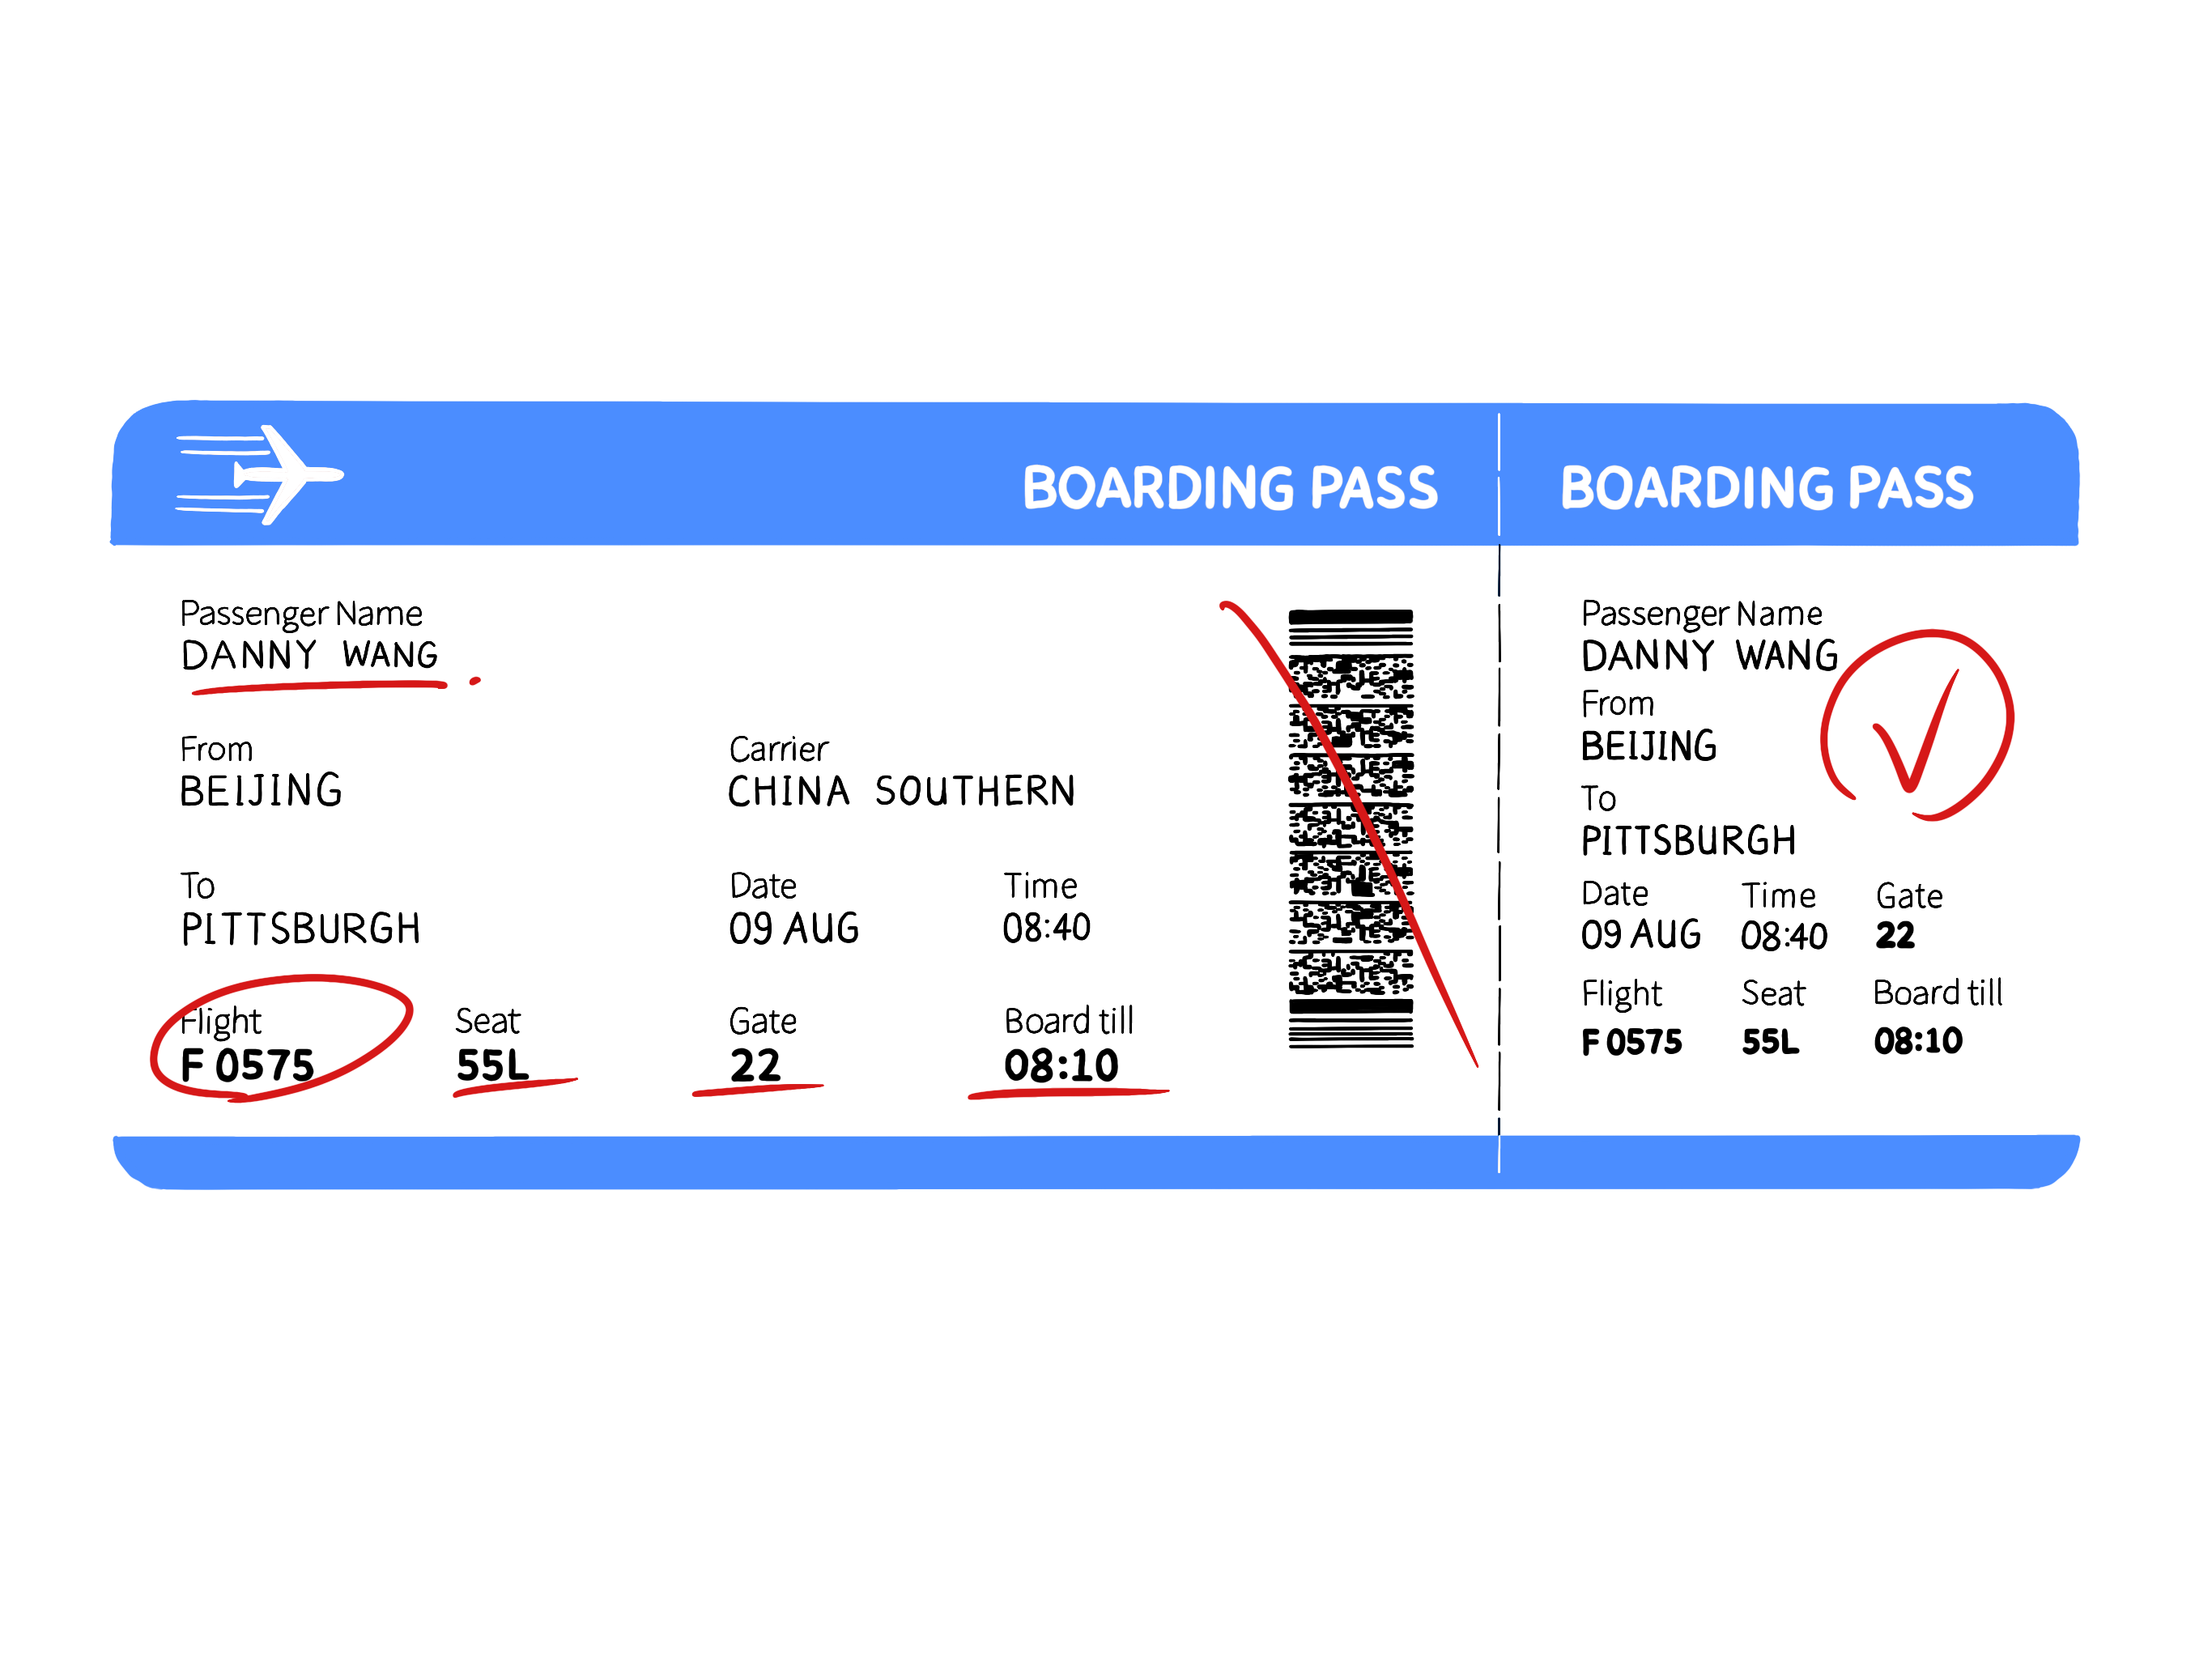 BOARDING PASS
Passenger Name
DANNY WANG
From
BEIJING
Carrier
CHINA SOUTHERN
To
PITTSBURGH
Date
09 AUG
Time
08:40
Flight
F 0575
Seat
55L
Gate
22
Board till
08:10
BOARDING PASS
Passenger Name
DANNY WANG
From
BEIJING
To
PITTSBURGH
Date Time Gate
09 AUG 08:40 22
Flight Seat Board till
F 0575 55L 08:10